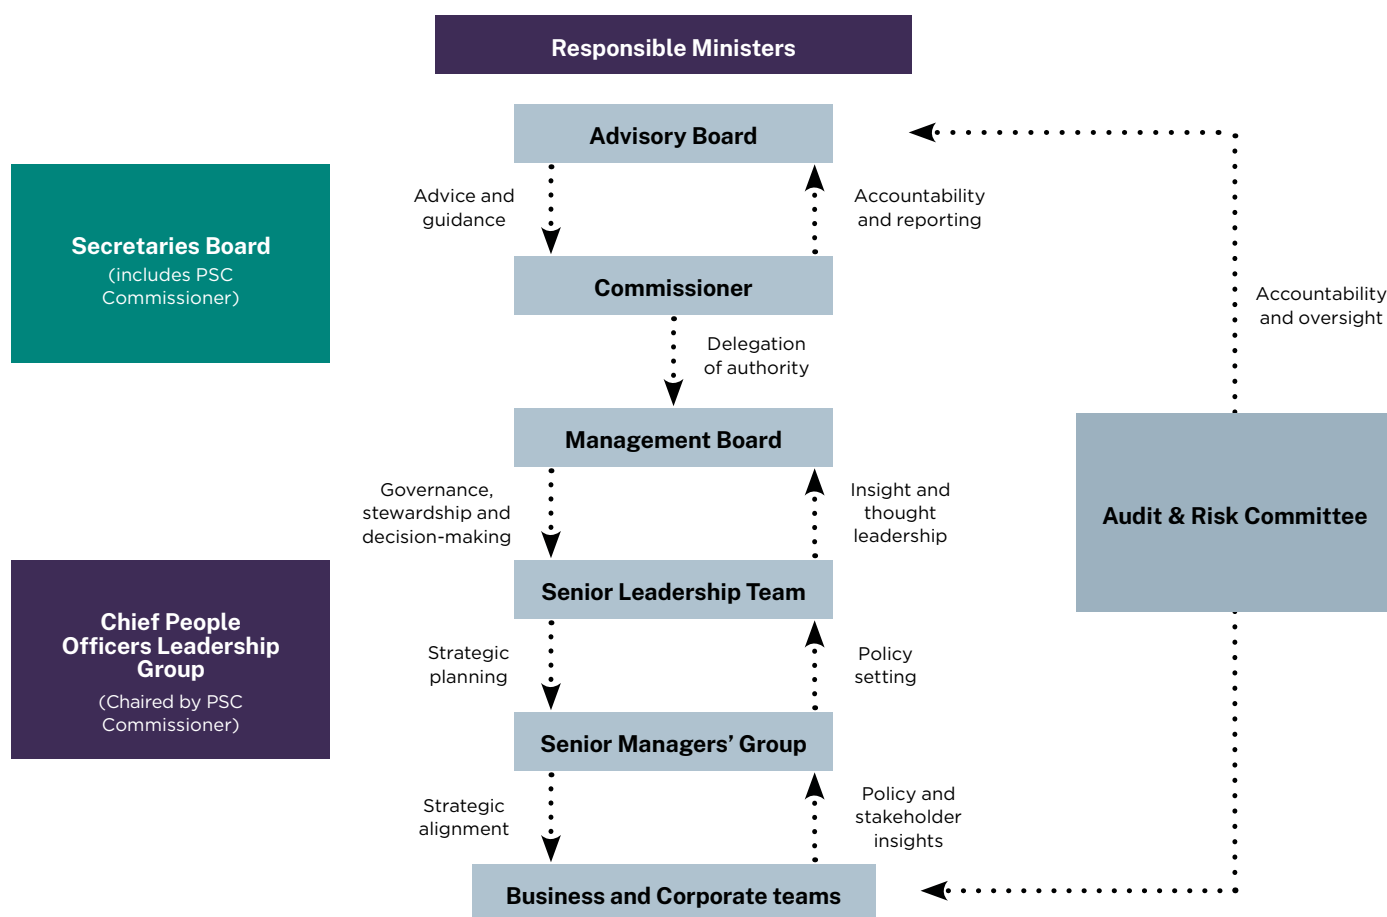 Responsible Ministers
Advisory Board
Advice and
guidance
Accountability
and reporting
Secretaries Board
(includes PSC
Commissioner)
Commissioner
Accountability
and oversight
Delegation
of authority
Management Board
Governance,
stewardship and
decision-making
Insight and
thought
leadership
Audit & Risk Committee
Senior Leadership Team
Chief People
Officers Leadership
Group
(Chaired by PSC
Commissioner)
Strategic
planning
Policy
setting
Senior Managers’ Group
Strategic
alignment
Policy and
stakeholder
insights
Business and Corporate teams